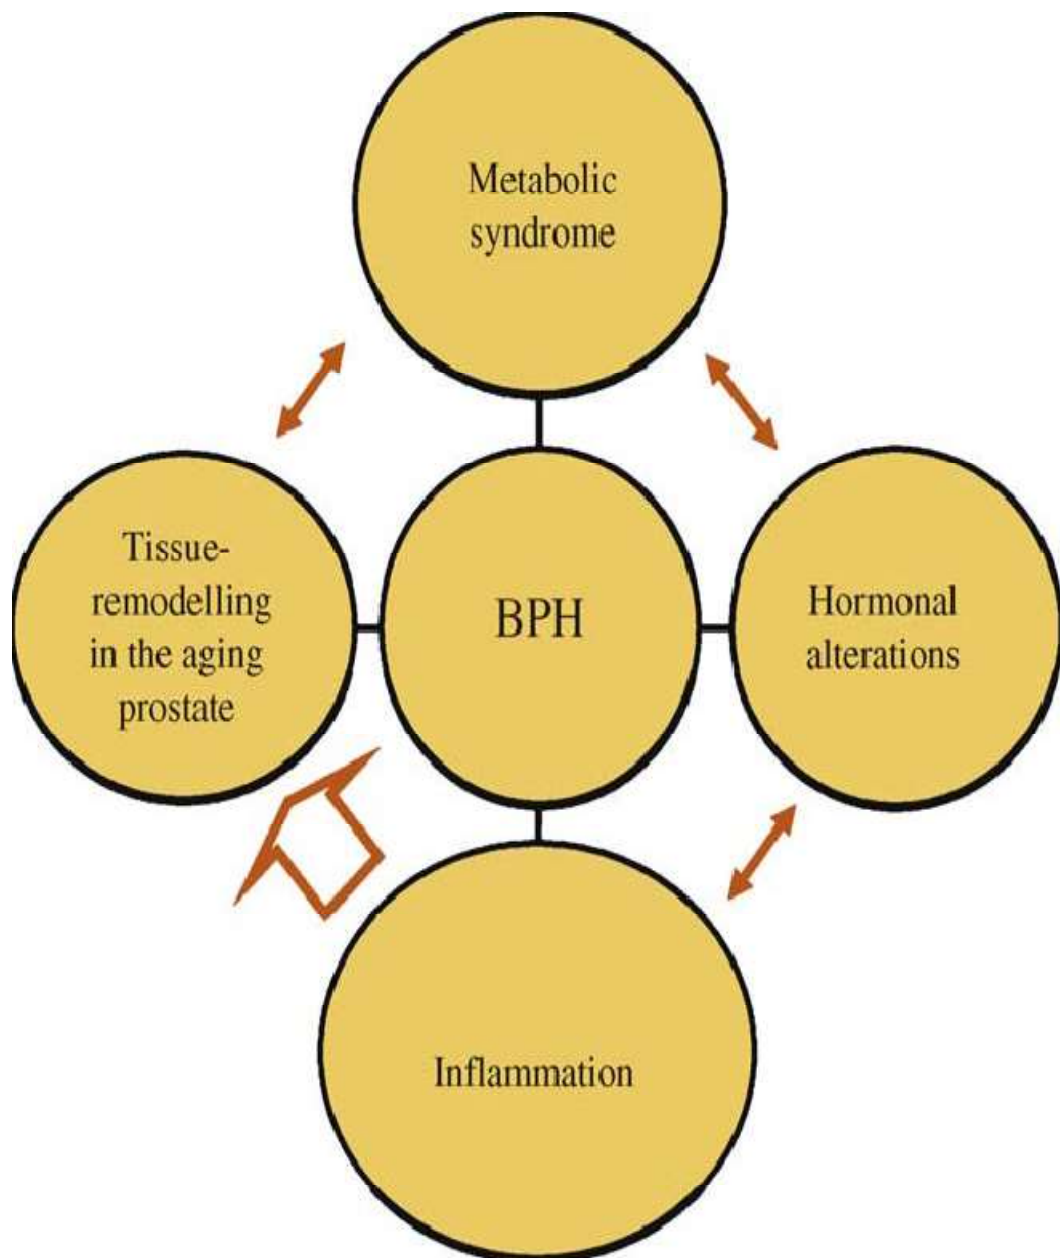 Metabolic
syndrome
Tissue-
remodelling
in the aging
prostate
BPH
Hormonal
alterations
Inflammation